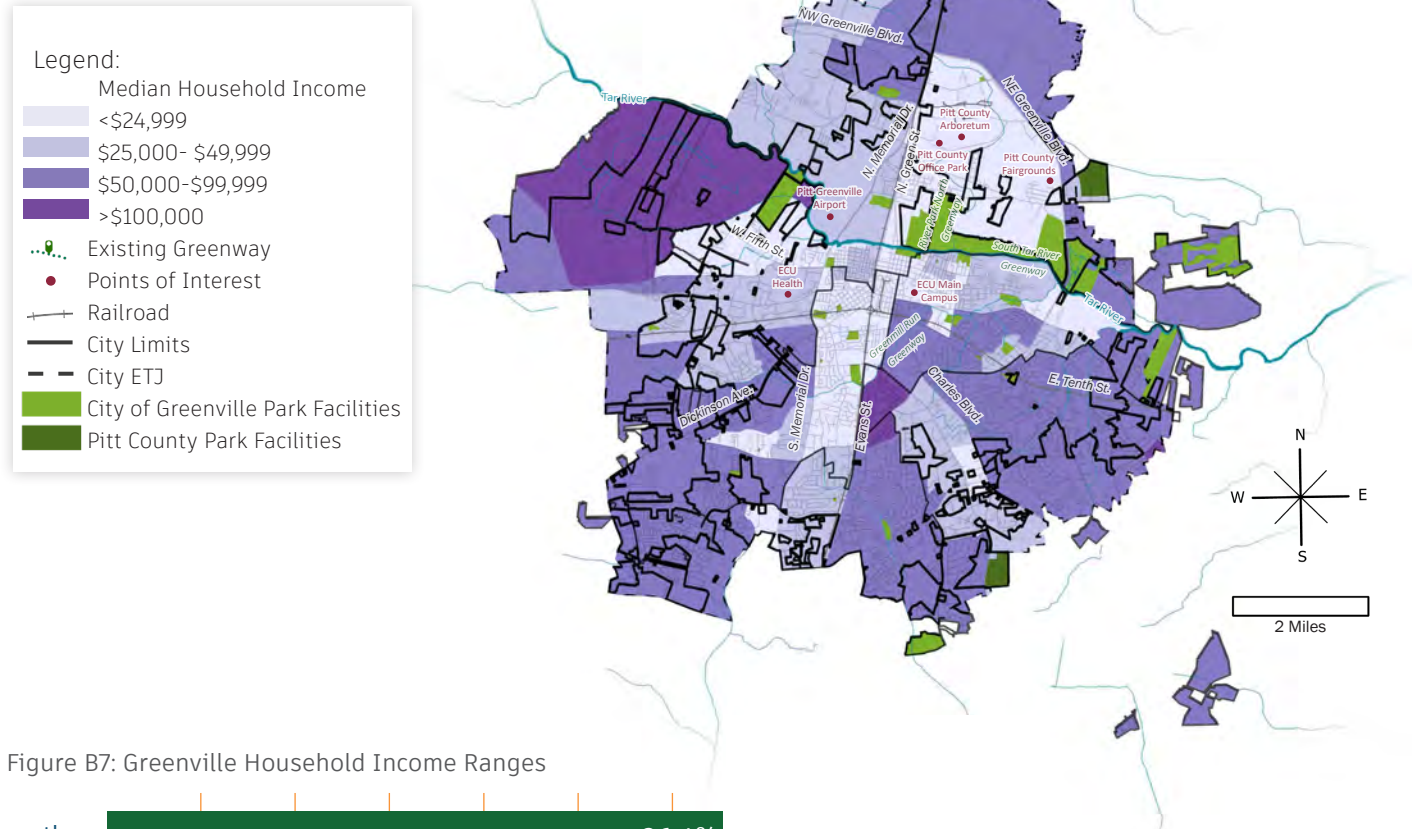 Legend:
Median Household Income
<$24,999
$25,000- $49,999
$50,000-$99,999
>$100,000
Existing Greenway
Points of Interest
Railroad
City Limits
City ETJ
City of Greenville Park Facilities
Pitt County Park Facilities
NW Greenville Blvd.
Tar River
NE Greenville Blvd.
N. Memorial Dr.
N. Green St.
Pitt County
Arboretum
Pitt County
Office Park
Pitt County
Fairgrounds
Pitt Greenville
Airport
River Park North
Greenway
W. Fifth St.
South Tar River
Greenway
ECU
Health
ECU Main
Campus
Tar River
Greenmill Run
Greenway
Dickinson Ave.
S. Memorial Dr.
Evans St.
Charles Blvd.
E. Tenth St.
N
W
E
S
2 Miles
Figure B7: Greenville Household Income Ranges